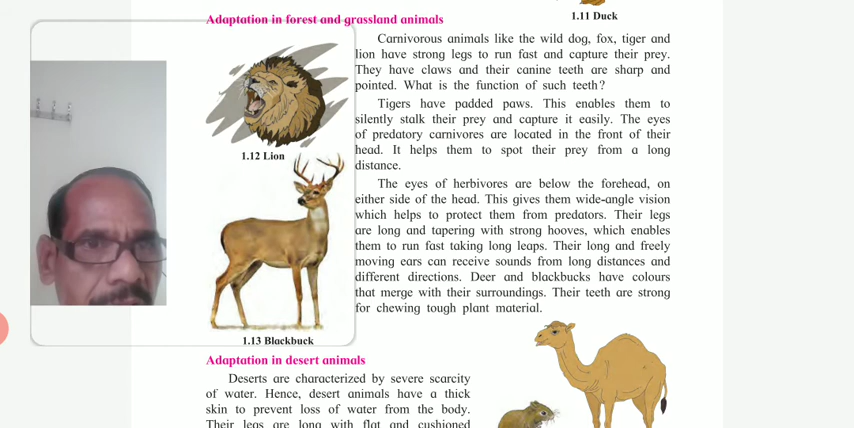 1.11 Duck
Adaptation in forest and grassland animals
Carnivorous animals like the wild dog, fox, tiger and
lion have strong legs to run fast and capture their prey.
They have claws and their canine teeth are sharp and
pointed. What is the function of such teeth?
Tigers have padded paws. This enables them to
silently stalk their prey and capture it easily. The eyes
of predatory carnivores are located in the front of their
head. It helps them to spot their prey from a long
distance.
1.12 Lion
The eyes of herbivores are below the forehead, on
either side of the head. This gives them wide-angle vision
which helps to protect them from predators. Their legs
are long and tapering with strong hooves, which enables
them to run fast taking long leaps. Their long and freely
moving ears can receive sounds from long distances and
different directions. Deer and blackbucks have colours
that merge with their surroundings. Their teeth are strong
for chewing tough plant material.
1.13 Blackbuck
Adaptation in desert animals
Deserts are characterized by severe scarcity
of water. Hence, desert animals have a thick
skin to prevent loss of water from the body.
Their legs are long with flat and cushioned